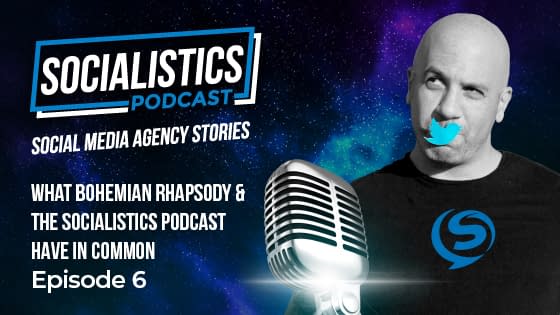 SOCIALISTICS
PODCAST
SOCIAL MEDIA AGENCY STORIES
WHAT BOHEMIAN RHAPSODY &
THE SOCIALISTICS PODCAST
HAVE IN COMMON
Episode 6
S